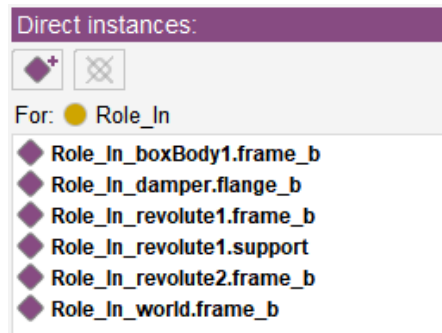 Direct instances:
For: Role_In
Role_In_boxBody1.frame_b
Role_In_damper.flange_b
Role_In_revolute1.frame_b
Role_In_revolute1.support
Role_In_revolute2.frame_b
Role_In_world.frame_b